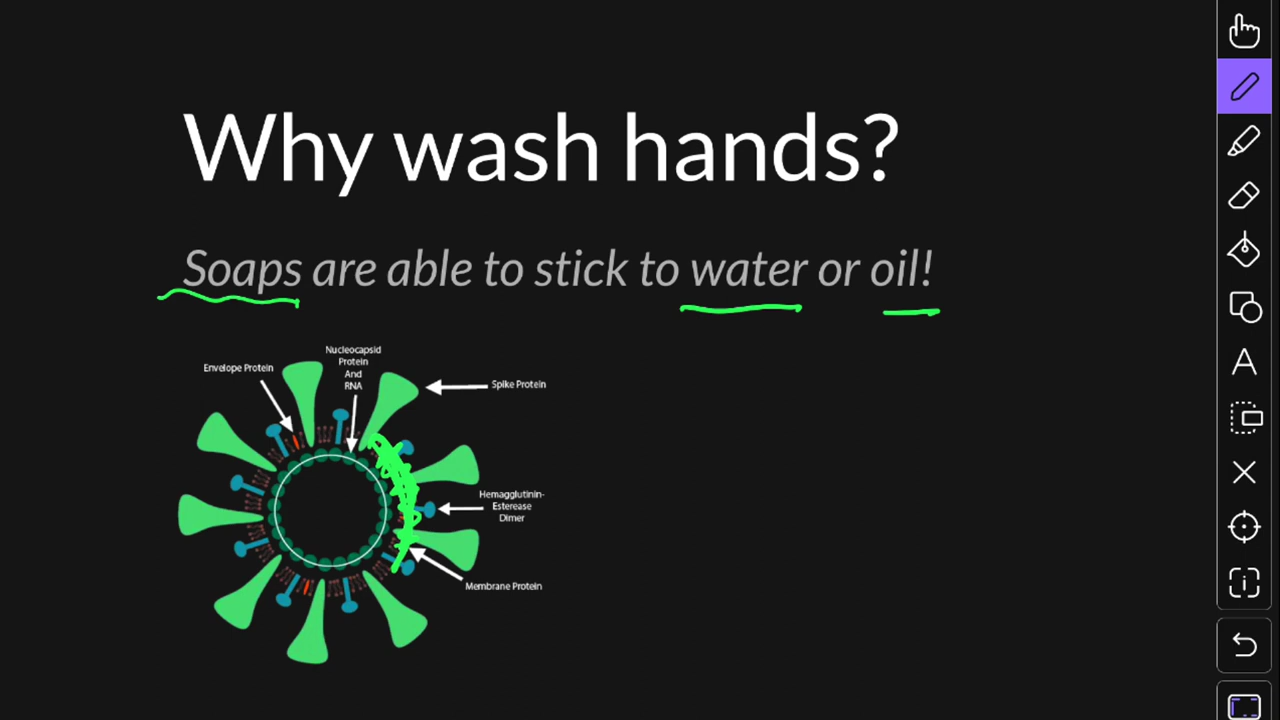 Why wash hands?
Soaps are able to stick to water or oil!
Nucleocapsid
Protein
And
RNA
Envelope Protein
Spike Protein
Hemagglutinin-
Esterease
Dimer
Membrane Protein
A